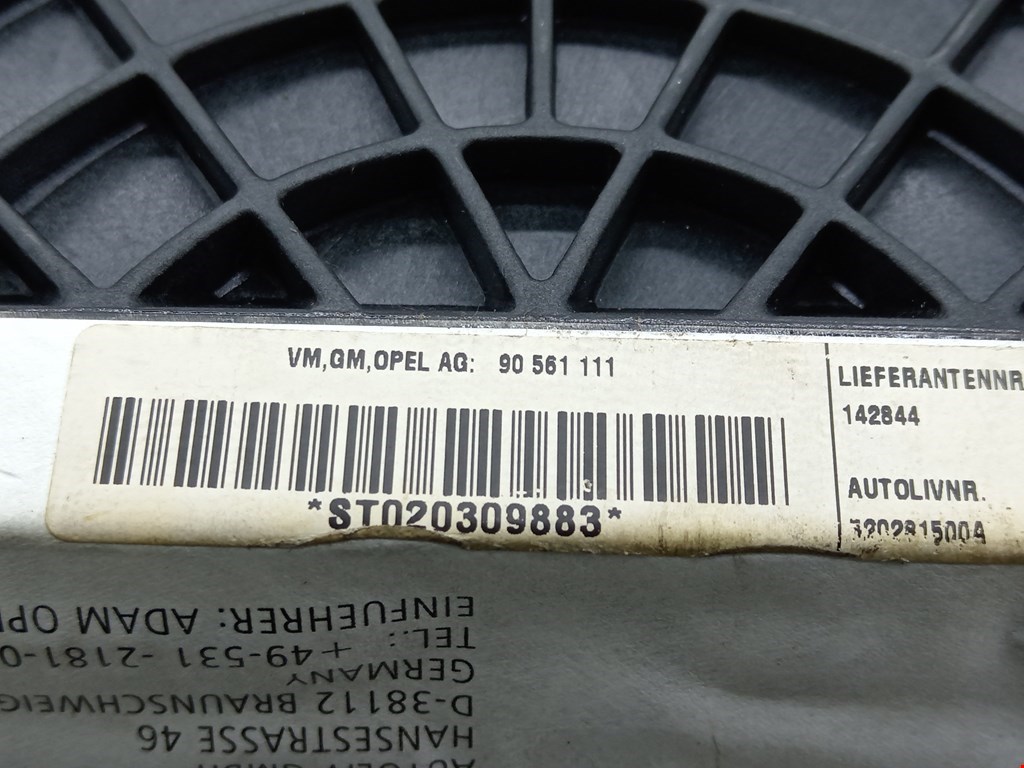 VM,GM,OPEL AG: 90 561 111
*ST020309883*
LIEFERANTENNR
142844
AUTOLIVNR.
HANSESTRASSE 46
D-38112 BRAUNSCHWEIG
GERMANY
TEL.: +49-531 -2181-0
EINFUEHRER: ADAM